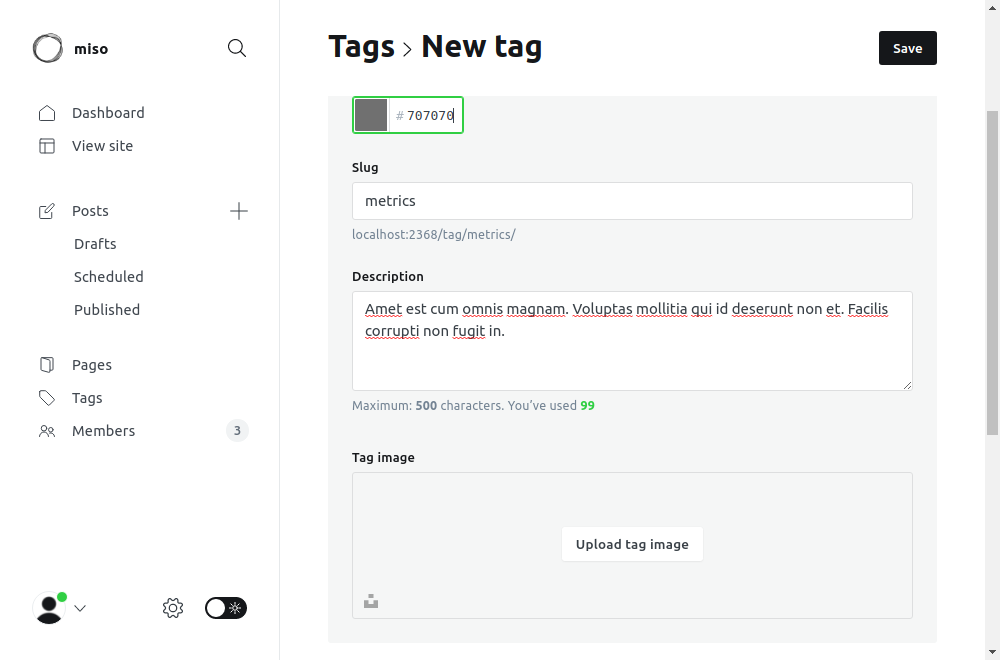 miso
Dashboard
View site
Posts
Drafts
Scheduled
Published
Pages
Tags
Members
3
Tags
New tag
Save
# 707070
Slug
metrics
localhost:2368/tag/metrics/
Description
Amet est cum omnis magnam. Voluptas mollitia qui id deserunt non et. Facilis
corrupti non fugit in.
Maximum: 500 characters. You’ve used 99
Tag image
Upload tag image